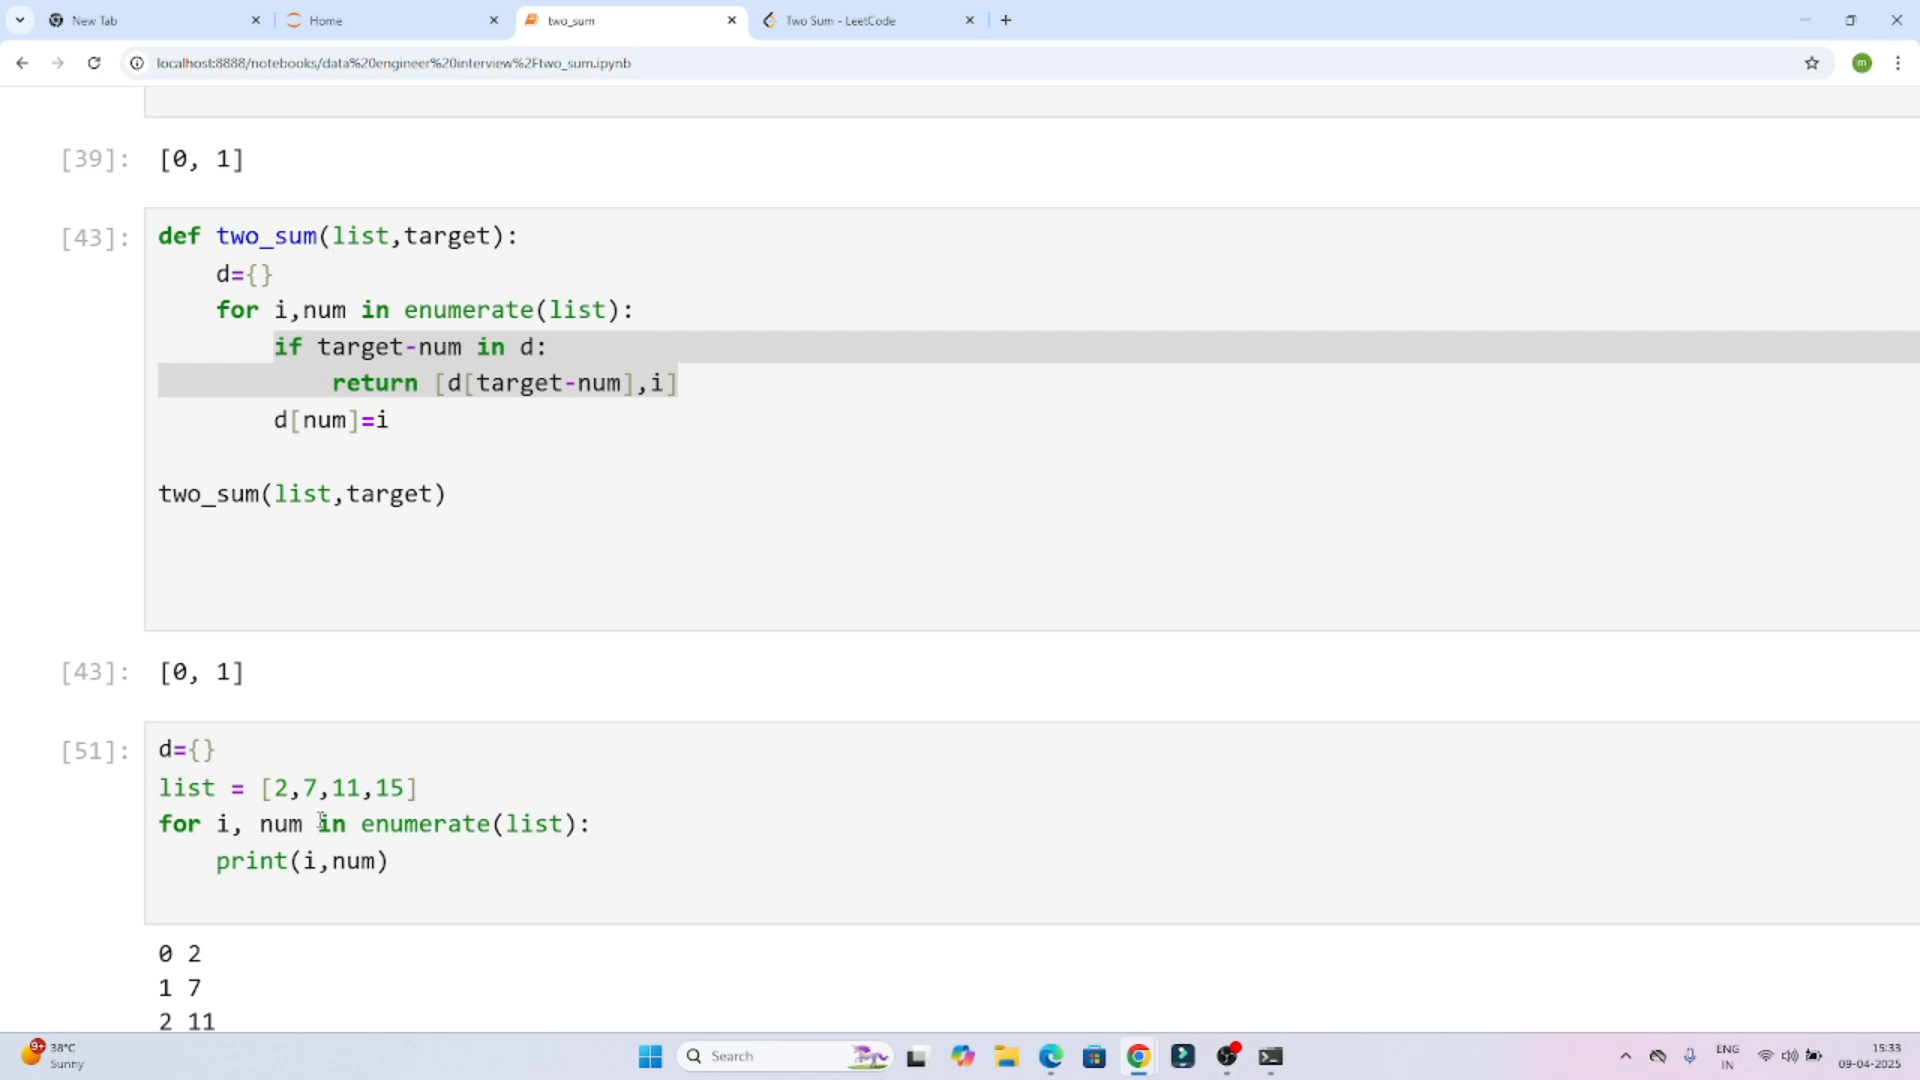 New Tab
Home
two_sum
Two Sum - LeetCode
localhost:8888/notebooks/data%20engineer%20interview%2Ftwo_sum.ipynb
m
[39]: [0, 1]
[43]: def two_sum(list,target):
d={}
for i,num in enumerate(list):
if target-num in d:
return [d[target-num],i]
d[num]=i
two_sum(list,target)
[43]: [0, 1]
[51]: d={}
list = [2,7,11,15]
for i, num in enumerate(list):
print(i,num)
0 2
1 7
2 11
9+
38°C
Sunny
Search
ENG
IN
15:33
09-04-2025